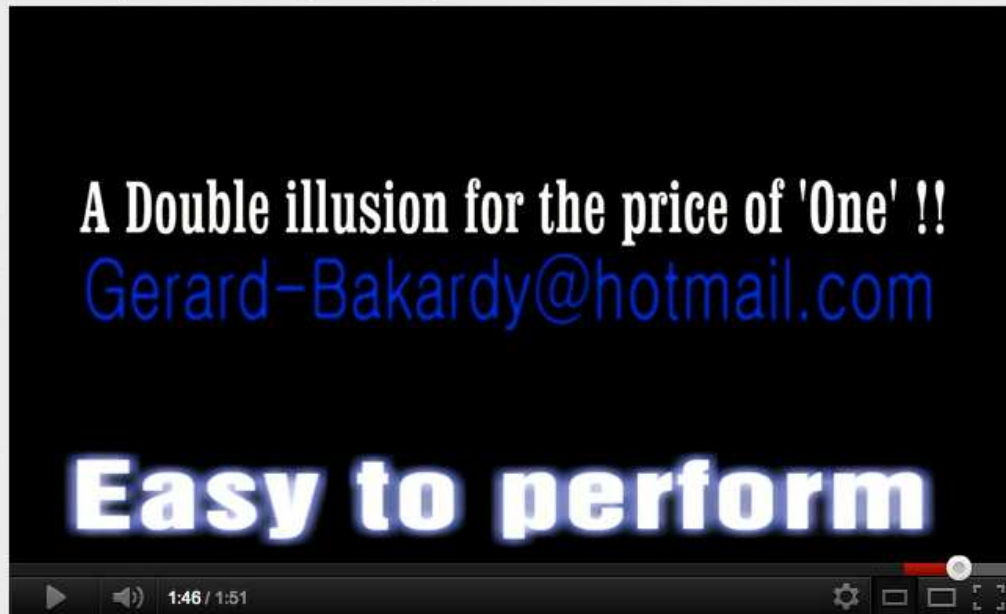 A Double illusion for the price of 'One' !!
Gerard-Bakardy@hotmail.com
Easy to perform
1:46 / 1:51